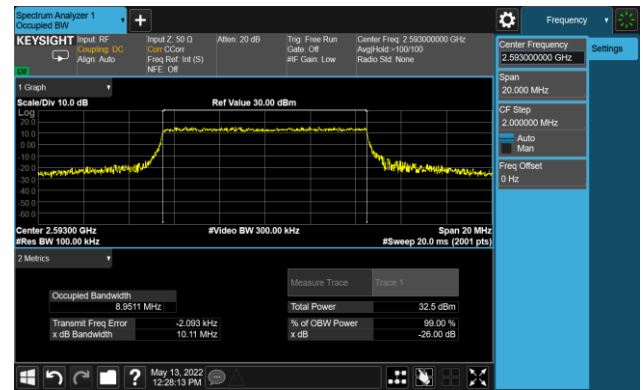 Spectrum Analyzer 1
Occupied BW
+
Frequency
KEYSIGHT
Input: RF
Coupling: DC
Align: Auto
Input Z: 50 Ω
Corr CCorr
Freq Ref: Int (S)
NFE: Off
Atten: 20 dB
Trig: Free Run
Gate: Off
#IF Gain: Low
Center Freq: 2.593000000 GHz
Avg|Hold:>100/100
Radio Std: None
Center Frequency
2.593000000 GHz
Settings
Span
20.000 MHz
CF Step
2.000000 MHz
Auto
Man
Freq Offset
0 Hz
1 Graph
Scale/Div 10.0 dB
Ref Value 30.00 dBm
Log
20.0
10.0
0.00
-10.0
-20.0
-30.0
-40.0
-50.0
-60.0
Center 2.59300 GHz
#Video BW 300.00 kHz
Span 20 MHz
#Res BW 100.00 kHz
#Sweep 20.0 ms (2001 pts)
2 Metrics
Measure Trace
Trace 1
Occupied Bandwidth
8.9511 MHz
Total Power
32.5 dBm
Transmit Freq Error
-2.093 kHz
% of OBW Power
99.00 %
x dB Bandwidth
10.11 MHz
x dB
-26.00 dB
?
May 13, 2022
12:28:13 PM